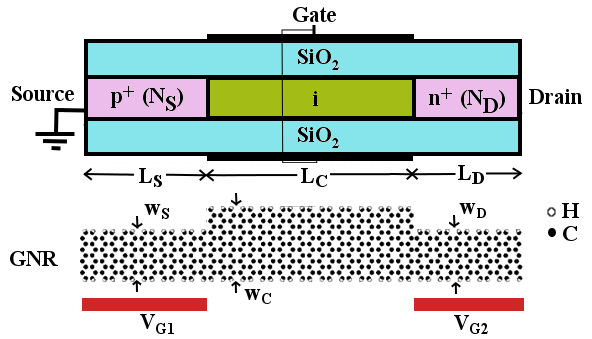 Gate
SiO2
Source p+ (NS) i n+ (ND) Drain
SiO2
LS LC LD
wS wD
H
GNR C
wC
VG1 VG2